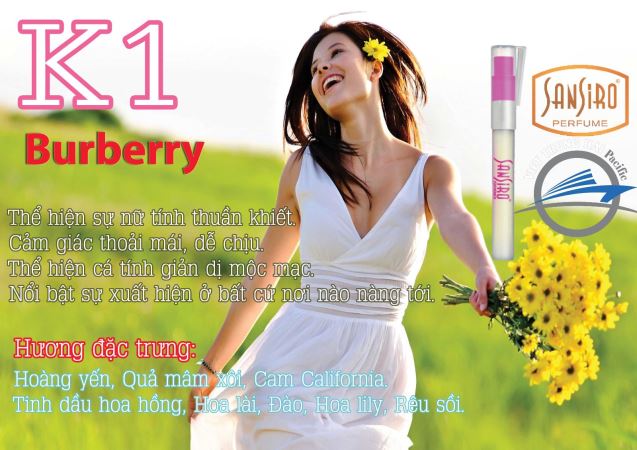 K1
Burberry
SANSIRO®
PERFUME
Pacific
SANSIRO
Thể hiện sự nữ tính thuần khiết.
Cảm giác thoải mái, dễ chịu.
Thể hiện cá tính giản dị mộc mạc.
Nổi bật sự xuất hiện ở bất cứ nơi nào nàng tới.
Hương đặc trưng:
Hoàng yến, Quả mâm xôi, Cam California.
Tinh dầu hoa hồng, Hoa lài, Đào, Hoa lily, Rêu sồi.